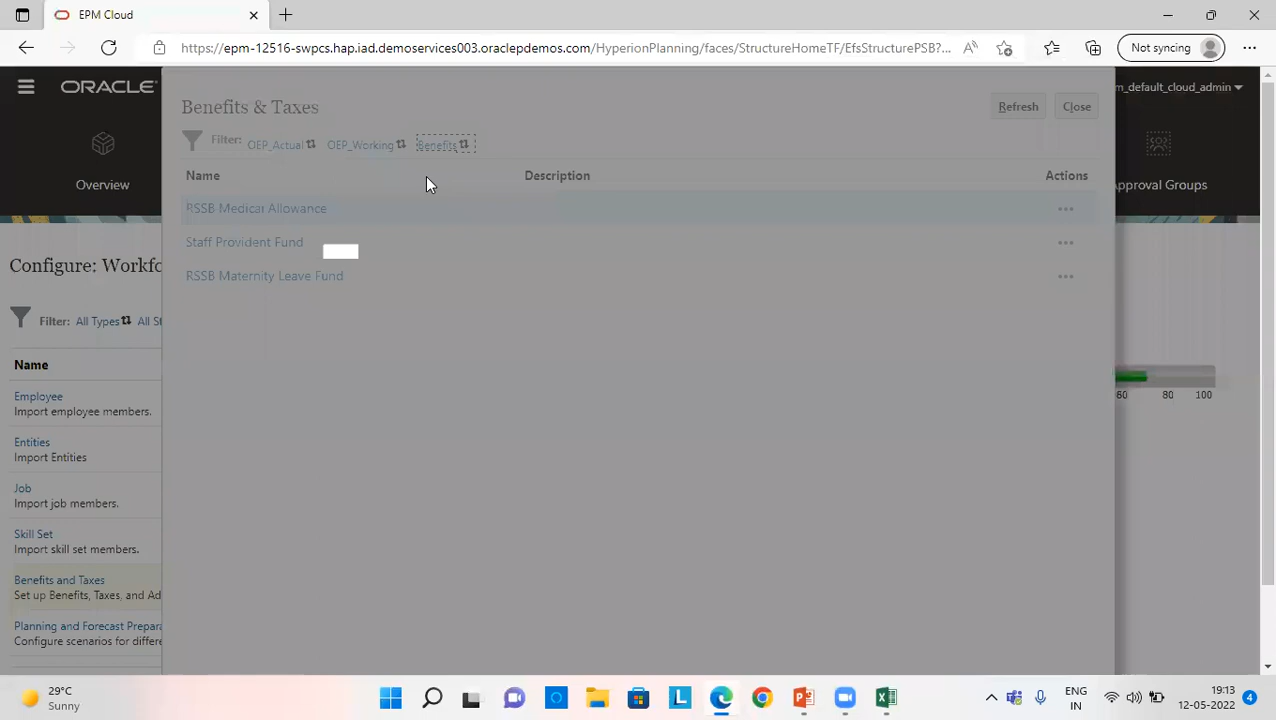 EPM Cloud
https://epm-12516-swpcs.hap.iad.demoservices003.oraclepdemos.com/HyperionPlanning/faces/StructureHomeTF/EfsStructurePSB?...
Not syncing
ORACLE
m_default_cloud_admin
Overview
pproval Groups
Benefits & Taxes
Refresh
Close
Filter: OEP_Actual OEP_Working Benefits
Name Description Actions
RSSB Medical Allowance
Staff Provident Fund
RSSB Maternity Leave Fund
Configure: Workfo
Filter: All Types All St
Name
Employee
Import employee members.
Entities
Import Entities
Job
Import job members.
Skill Set
Import skill set members.
Benefits and Taxes
Set up Benefits, Taxes, and Ad
Planning and Forecast Prepara
Configure scenarios for differe
60 80 100
29°C
Sunny
ENG
IN
19:13
12-05-2022
4